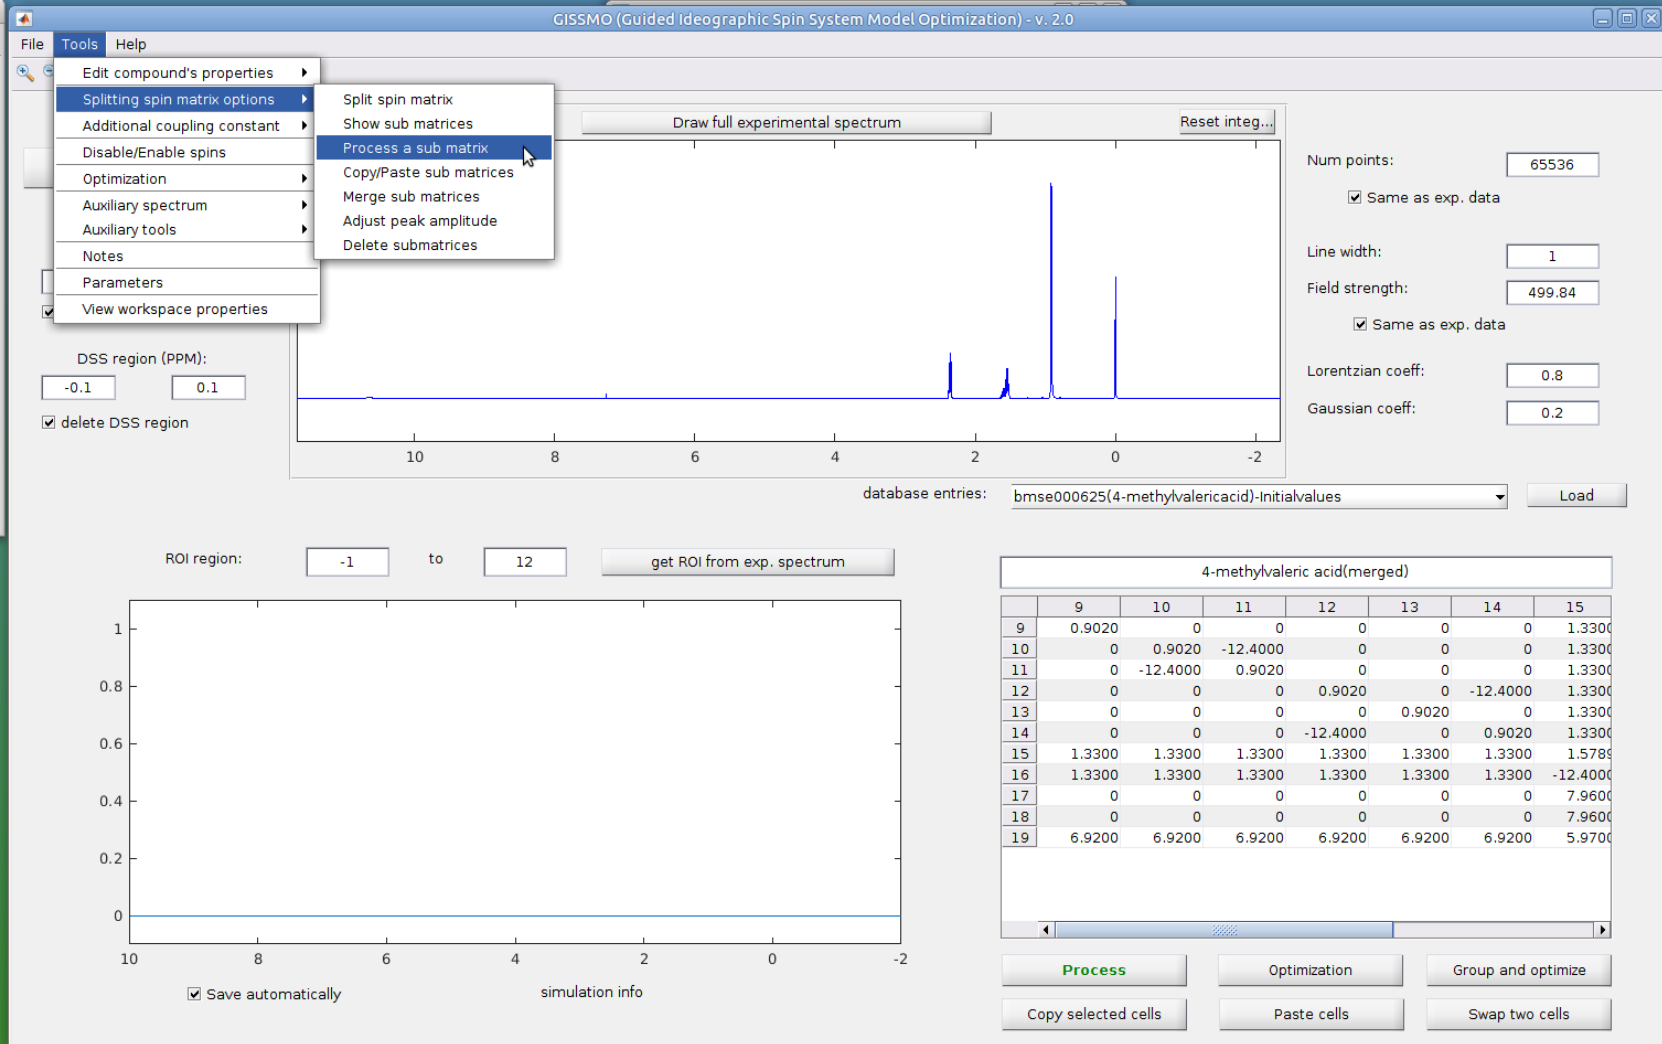 GISSMO (Guided Ideographic Spin System Model Optimization) - v. 2.0
File Tools Help
Edit compound's properties
Splitting spin matrix options
Additional coupling constant
Disable/Enable spins
Optimization
Auxiliary spectrum
Auxiliary tools
Notes
Parameters
View workspace properties
Split spin matrix
Show sub matrices
Process a sub matrix
Copy/Paste sub matrices
Merge sub matrices
Adjust peak amplitude
Delete submatrices
Draw full experimental spectrum
Reset integ...
Num points: 65536
Same as exp. data
Line width: 1
Field strength: 499.84
Same as exp. data
Lorentzian coeff: 0.8
Gaussian coeff: 0.2
DSS region (PPM):
-0.1 0.1
delete DSS region
10 8 6 4 2 0 -2
database entries: bmse000625(4-methylvalericacid)-Initialvalues Load
ROI region: -1 to 12 get ROI from exp. spectrum
1
0.8
0.6
0.4
0.2
0
10 8 6 4 2 0 -2
Save automatically simulation info
4-methylvaleric acid(merged)
9 10 11 12 13 14 15
9 0.9020 0 0 0 0 0 1.3300
10 0 0.9020 -12.4000 0 0 0 1.3300
11 0 -12.4000 0.9020 0 0 0 1.3300
12 0 0 0 0.9020 0 -12.4000 1.3300
13 0 0 0 0 0.9020 0 1.3300
14 0 0 0 -12.4000 0 0.9020 1.3300
15 1.3300 1.3300 1.3300 1.3300 1.3300 1.3300 1.5789
16 1.3300 1.3300 1.3300 1.3300 1.3300 1.3300 -12.4000
17 0 0 0 0 0 0 7.9600
18 0 0 0 0 0 0 7.9600
19 6.9200 6.9200 6.9200 6.9200 6.9200 6.9200 5.9700
Process Optimization Group and optimize
Copy selected cells Paste cells Swap two cells